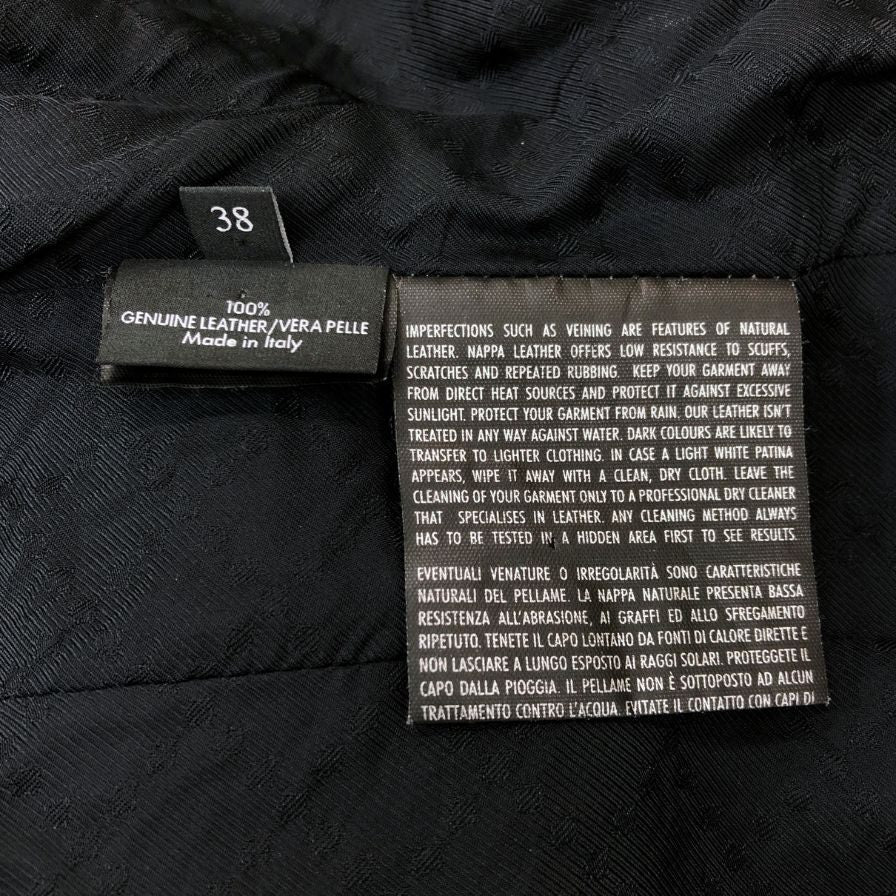 38
100%
GENUINE LEATHER/VERA PELLE
Made in Italy
IMPERFECTIONS SUCH AS VEINING ARE FEATURES OF NATURAL
LEATHER. NAPPA LEATHER OFFERS LOW RESISTANCE TO SCUFFS,
SCRATCHES AND REPEATED RUBBING. KEEP YOUR GARMENT AWAY
FROM DIRECT HEAT SOURCES AND PROTECT IT AGAINST EXCESSIVE
SUNLIGHT. PROTECT YOUR GARMENT FROM RAIN. OUR LEATHER ISN'T
TREATED IN ANY WAY AGAINST WATER. DARK COLOURS ARE LIKELY TO
TRANSFER TO LIGHTER CLOTHING. IN CASE A LIGHT WHITE PATINA
APPEARS, WIPE IT AWAY WITH A CLEAN, DRY CLOTH. LEAVE THE
CLEANING OF YOUR GARMENT ONLY TO A PROFESSIONAL DRY CLEANER
THAT SPECIALISES IN LEATHER. ANY CLEANING METHOD ALWAYS
HAS TO BE TESTED IN A HIDDEN AREA FIRST TO SEE RESULTS.
EVENTUALI VENATURE O IRREGOLARITÀ SONO CARATTERISTICHE
NATURALI DEL PELLAME. LA NAPPA NATURALE PRESENTA BASSA
RESISTENZA ALL'ABRASIONE, AI GRAFFI ED ALLO SFREGAMENTO
RIPETUTO. TENETE IL CAPO LONTANO DA FONTI DI CALORE DIRETTE E
NON LASCIARE A LUNGO ESPOSTO AI RAGGI SOLARI. PROTEGGETE IL
CAPO DALLA PIOGGIA. IL PELLAME NON È SOTTOPOSTO AD ALCUN
TRATTAMENTO CONTRO L'ACQUA. EVITATE IL CONTATTO CON CAPI DI